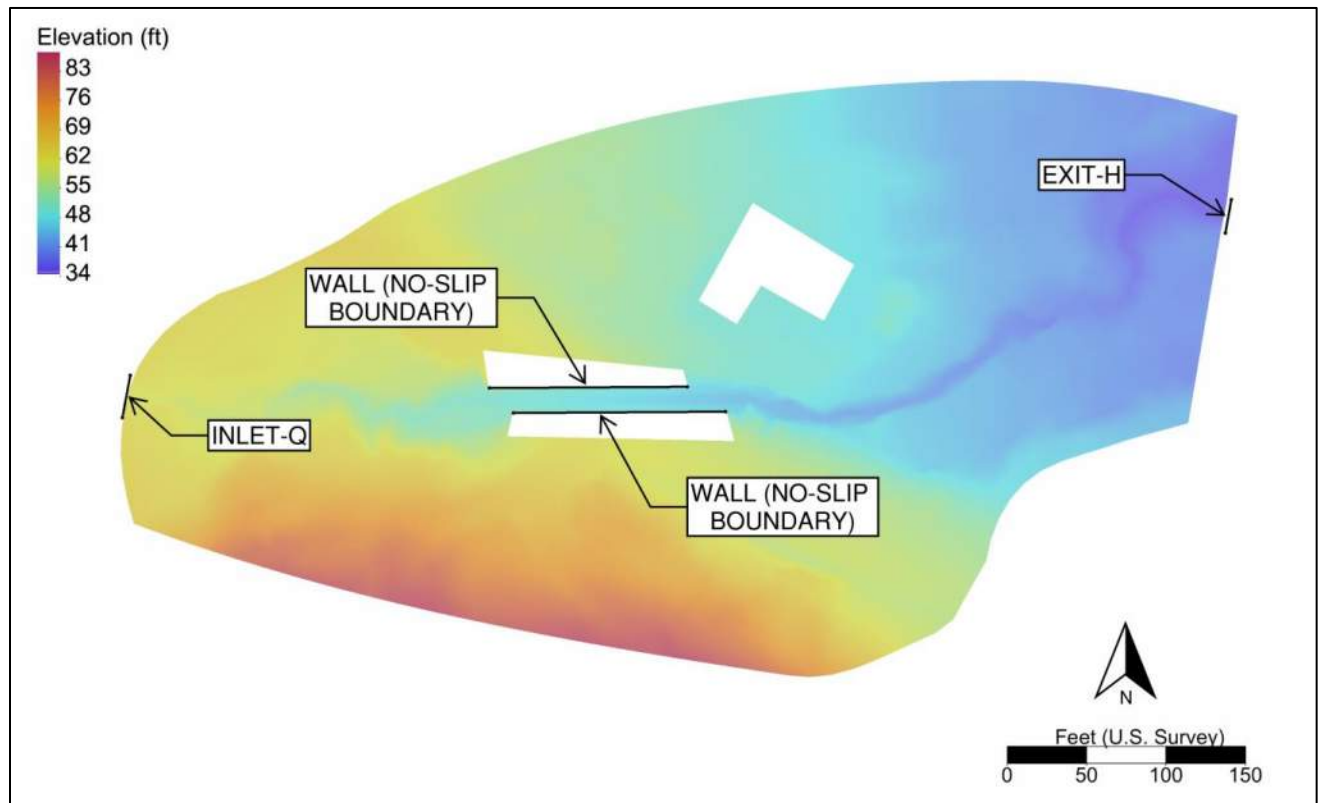 Elevation (ft)
83
76
69
62
55
48
41
34
EXIT-H
WALL (NO-SLIP
BOUNDARY)
INLET-Q
WALL (NO-SLIP
BOUNDARY)
N
Feet (U.S. Survey)
0 50 100 150